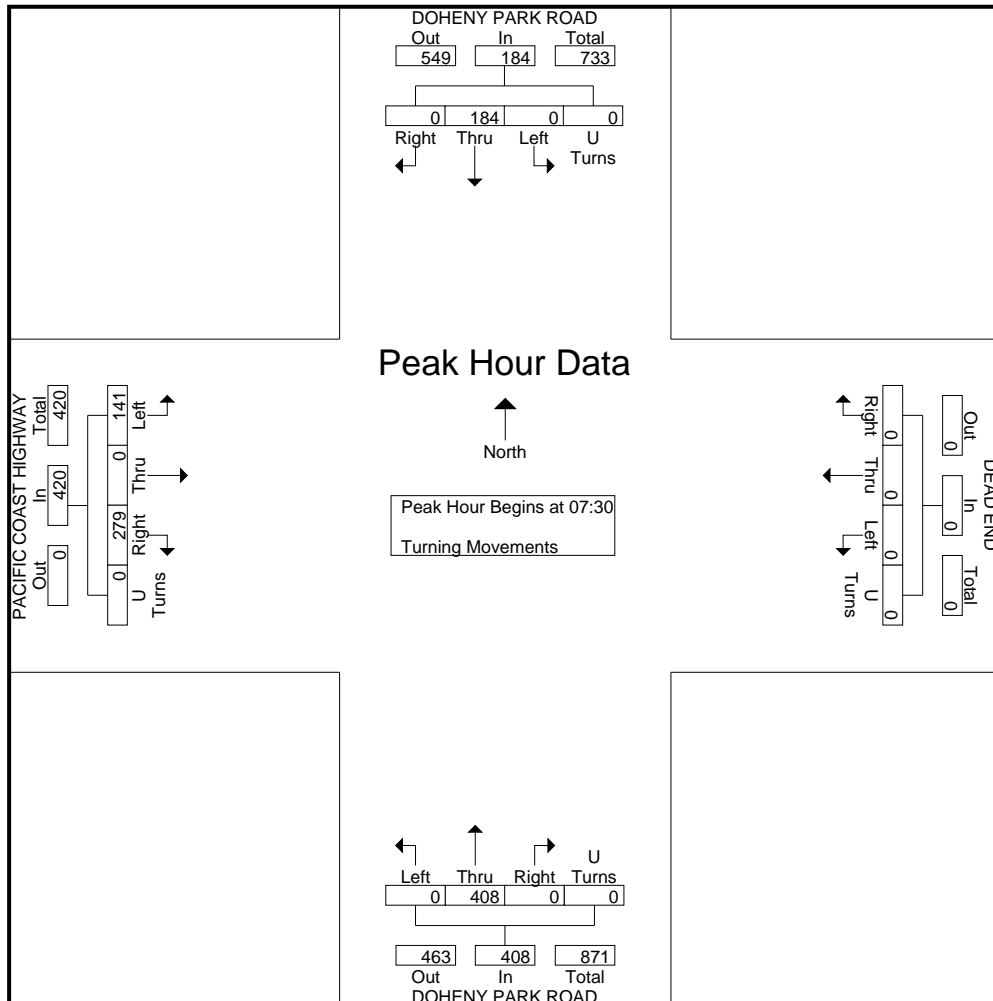 DOHENY PARK ROAD
Out In Total
549 184 733
0 184 0 0
Right Thru Left U Turns
Peak Hour Data
North
Peak Hour Begins at 07:30
Turning Movements
PACIFIC COAST HIGHWAY
Total In Out
420 420 0
141 0 279 0
Left Thru Right U Turns
Right Thru Left U Turns
0 0 0 0
Out In Total
0 0 0
DEAD END
Left Thru Right U Turns
0 408 0 0
463 408 871
Out In Total
DOHENY PARK ROAD